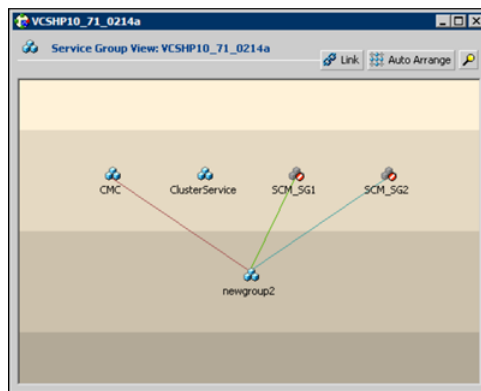 VCSHP10_71_0214a
Service Group View: VCSHP10_71_0214a
Link
Auto Arrange
CMC
ClusterService
SCM_SG1
SCM_SG2
newgroup2